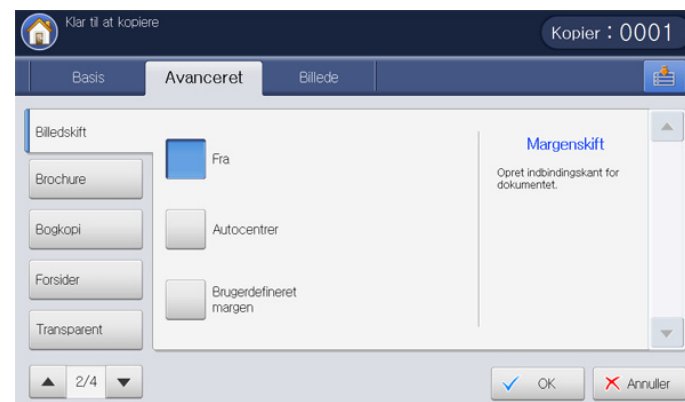 Klar til at kopiere
Kopier : 0001
Basis
Avanceret
Billede
Billedskift
Brochure
Bogkopi
Forsider
Transparent
2/4
Fra
Autocentrer
Brugerdefineret
margen
Margenskift
Opret indbindingskant for
dokumentet.
OK
Annuller